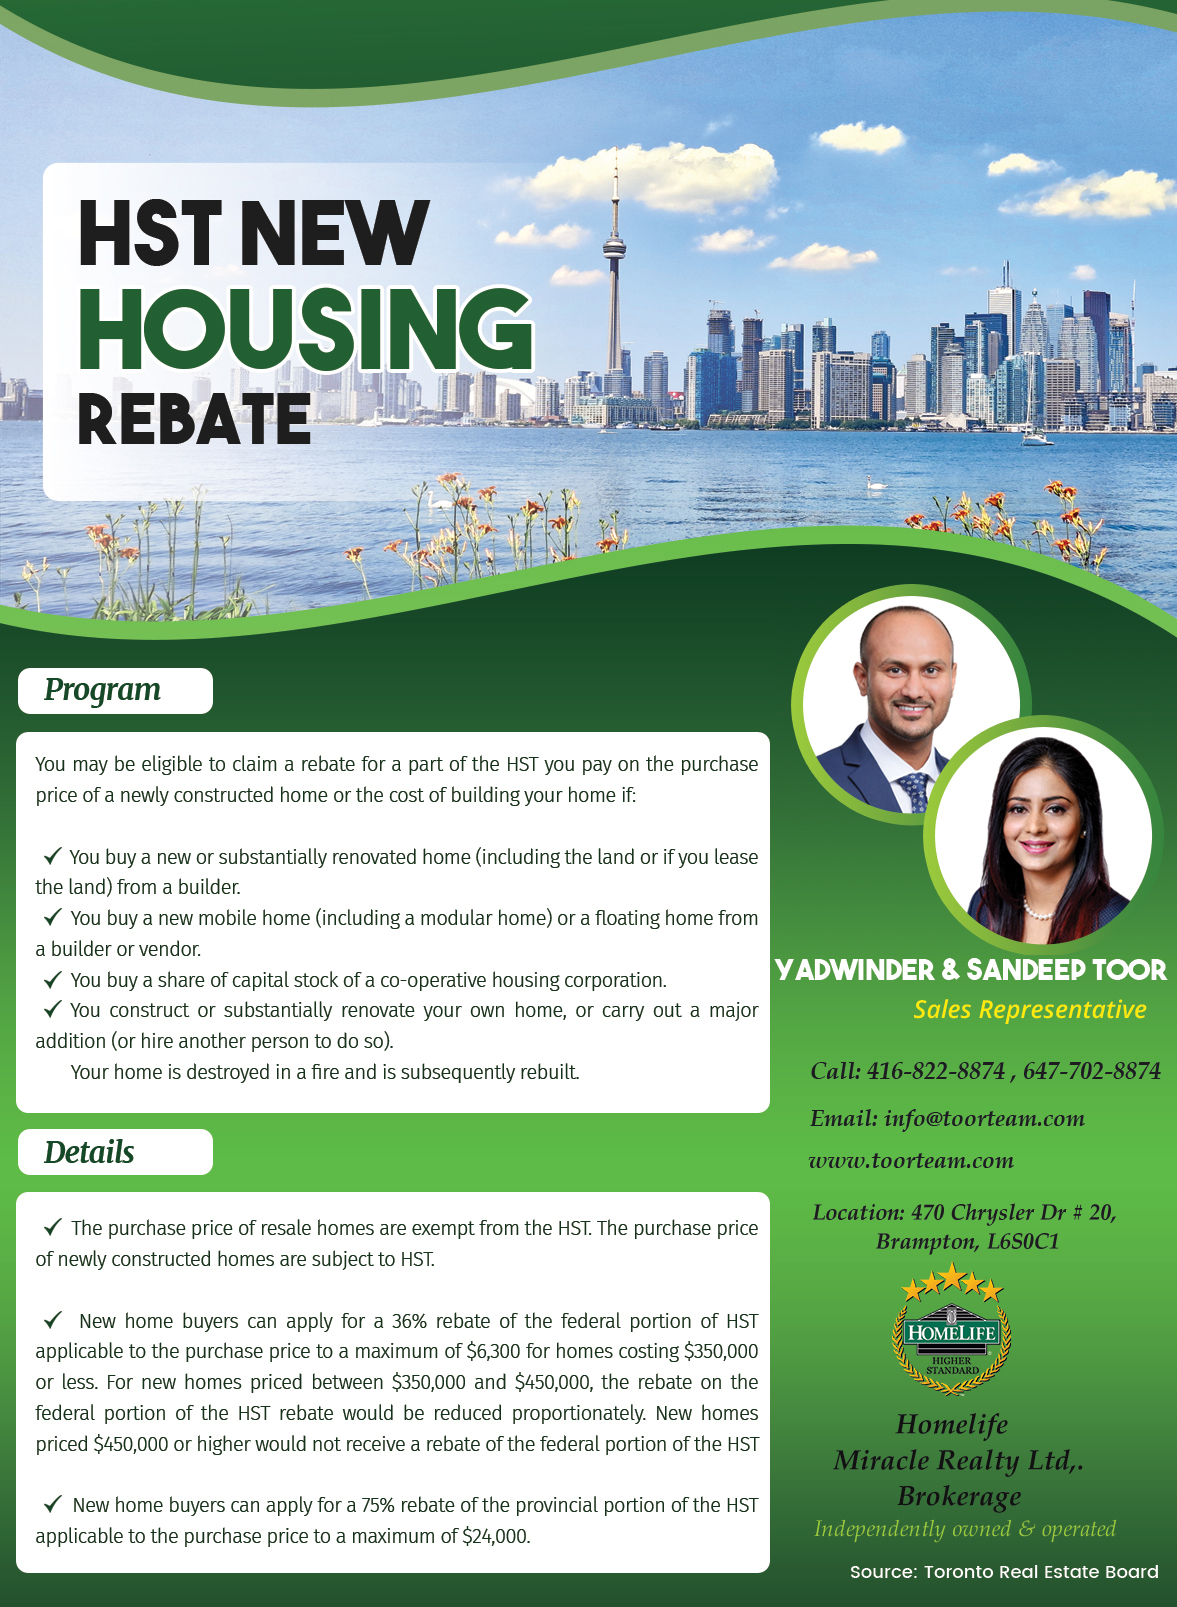 HST NEW
HOUSING
REBATE
Program
You may be eligible to claim a rebate for a part of the HST you pay on the purchase
price of a newly constructed home or the cost of building your home if:
✓ You buy a new or substantially renovated home (including the land or if you lease
the land) from a builder.
✓ You buy a new mobile home (including a modular home) or a floating home from
a builder or vendor.
✓ You buy a share of capital stock of a co-operative housing corporation.
✓ You construct or substantially renovate your own home, or carry out a major
addition (or hire another person to do so).
Your home is destroyed in a fire and is subsequently rebuilt.
Details
✓ The purchase price of resale homes are exempt from the HST. The purchase price
of newly constructed homes are subject to HST.
✓ New home buyers can apply for a 36% rebate of the federal portion of HST
applicable to the purchase price to a maximum of $6,300 for homes costing $350,000
or less. For new homes priced between $350,000 and $450,000, the rebate on the
federal portion of the HST rebate would be reduced proportionately. New homes
priced $450,000 or higher would not receive a rebate of the federal portion of the HST
✓ New home buyers can apply for a 75% rebate of the provincial portion of the HST
applicable to the purchase price to a maximum of $24,000.
YADWINDER & SANDEEP TOOR
Sales Representative
Call: 416-822-8874 , 647-702-8874
Email: info@toorteam.com
www.toorteam.com
Location: 470 Chrysler Dr # 20,
Brampton, L6S0C1
HOMELIFE
HIGHER
STANDARD
Homelife
Miracle Realty Ltd,.
Brokerage
Independently owned & operated
Source: Toronto Real Estate Board